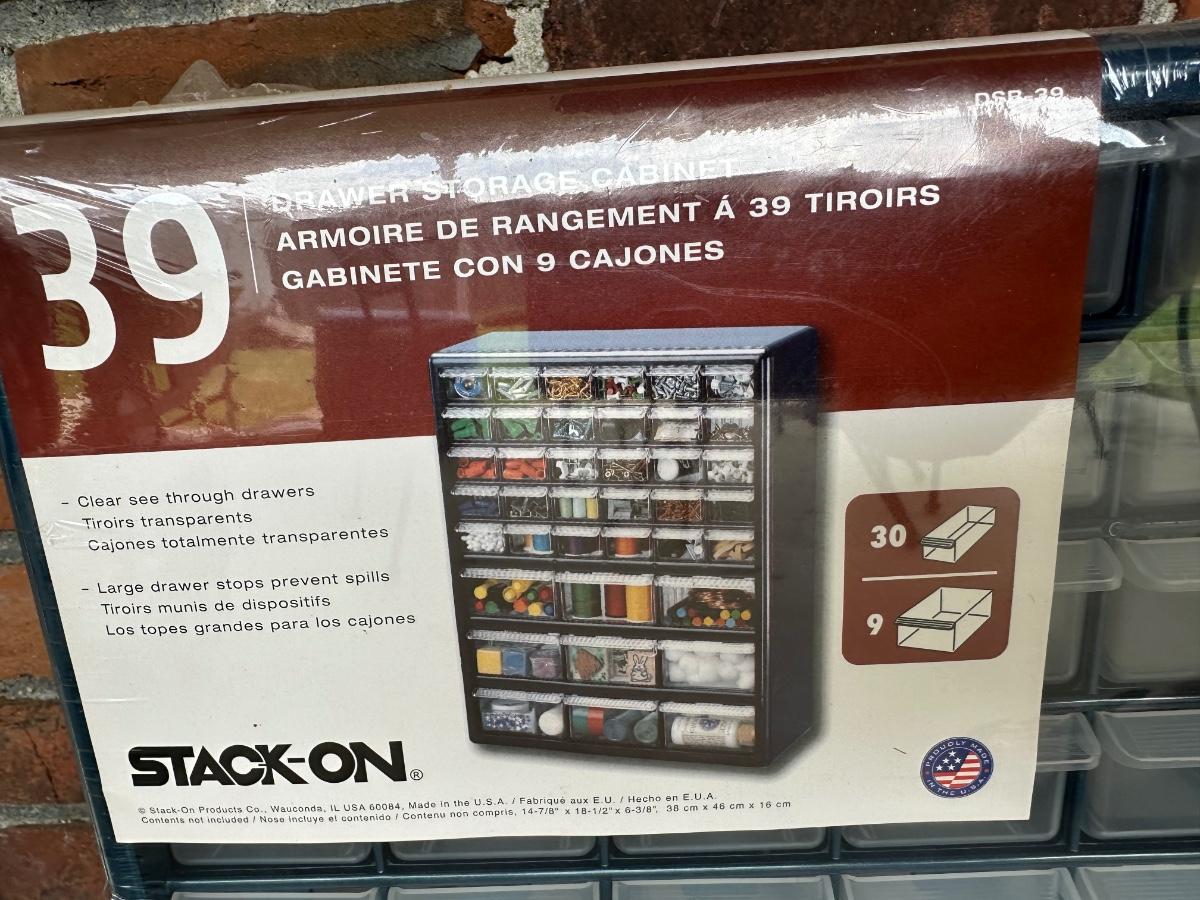 DSB-39
39
DRAWER STORAGE CABINET
ARMOIRE DE RANGEMENT Á 39 TIROIRS
GABINETE CON 9 CAJONES
– Clear see through drawers
Tiroirs transparents
Cajones totalmente transparentes
– Large drawer stops prevent spills
Tiroirs munis de dispositifs
Los topes grandes para los cajones
30
9
STACK-ON®
PROUDLY MADE
IN THE U.S.A.
© Stack-On Products Co., Wauconda, IL USA 60084, Made in the U.S.A. / Fabriqué aux E.U. / Hecho en E.U.A.
Contents not included / Nose incluye el contenido / Contenu non compris, 14-7/8" x 18-1/2" x 6-3/8", 38 cm x 46 cm x 16 cm